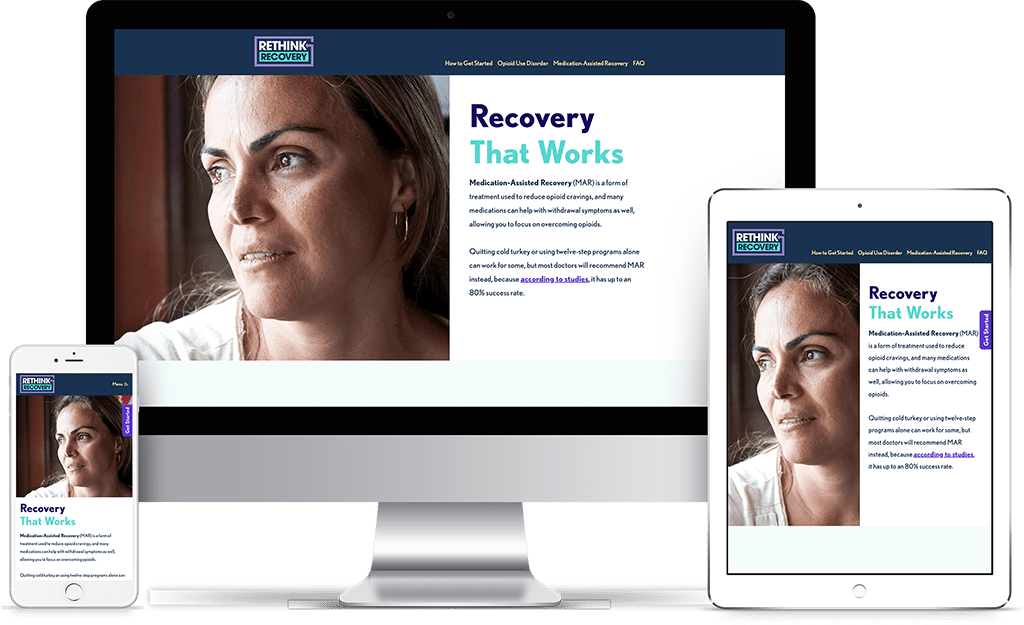 RETHINK
RECOVERY
How to Get Started Opioid Use Disorder Medication-Assisted Recovery FAQ
Recovery
That Works
Medication-Assisted Recovery (MAR) is a form of
treatment used to reduce opioid cravings, and many
medications can help with withdrawal symptoms as well,
allowing you to focus on overcoming opioids.
Quitting cold turkey or using twelve-step programs alone
can work for some, but most doctors will recommend MAR
instead, because according to studies, it has up to an
80% success rate.
RETHINK
RECOVERY
How to Get Started Opioid Use Disorder Medication-Assisted Recovery FAQ
Recovery
That Works
Get Started
Medication-Assisted Recovery (MAR)
is a form of treatment used to reduce
opioid cravings, and many medications
can help with withdrawal symptoms as
well, allowing you to focus on overcoming
opioids.
Quitting cold turkey or using twelve-step
programs alone can work for some, but
most doctors will recommend MAR
instead, because according to studies,
it has up to an 80% success rate.
RETHINK
RECOVERY
Menu
Get Started
Recovery
That Works
Medication-Assisted Recovery (MAR) is a form of
treatment used to reduce opioid cravings, and many
medications can help with withdrawal symptoms as well,
allowing you to focus on overcoming opioids.
Quitting cold turkey or using twelve-step programs alone can